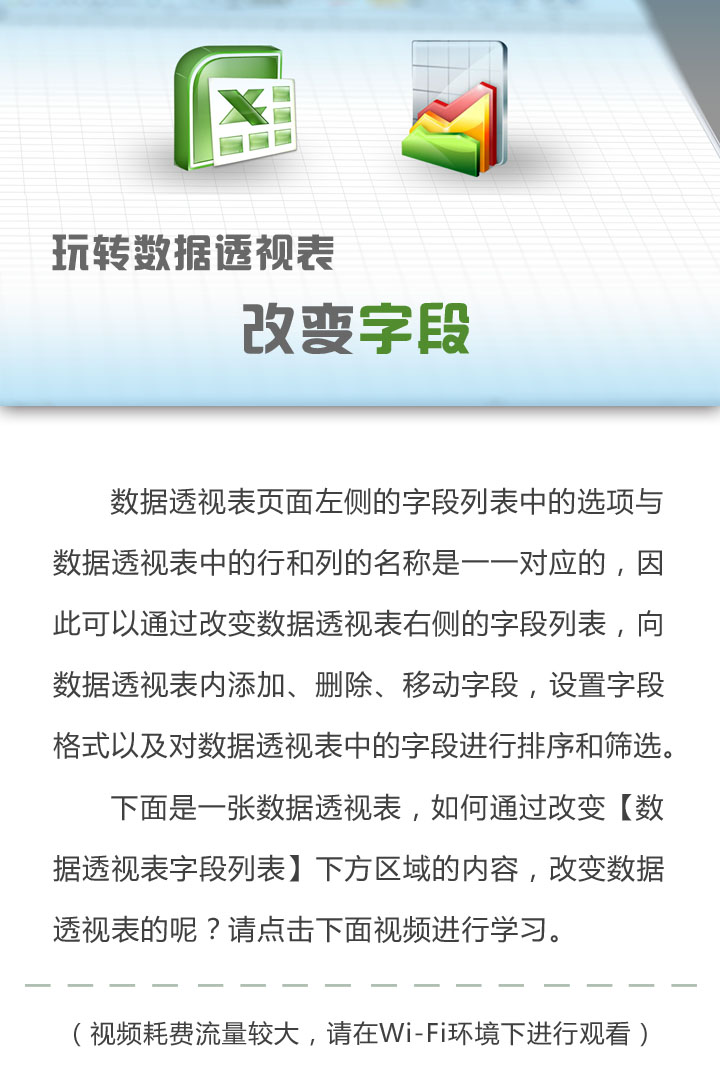 玩转数据透视表
改变字段
数据透视表页面左侧的字段列表中的选项与
数据透视表中的行和列的名称是一一对应的，因
此可以通过改变数据透视表右侧的字段列表，向
数据透视表内添加、删除、移动字段，设置字段
格式以及对数据透视表中的字段进行排序和筛选。
下面是一张数据透视表，如何通过改变【数
据透视表字段列表】下方区域的内容，改变数据
透视表的呢？请点击下面视频进行学习。
（视频耗费流量较大，请在Wi-Fi环境下进行观看）